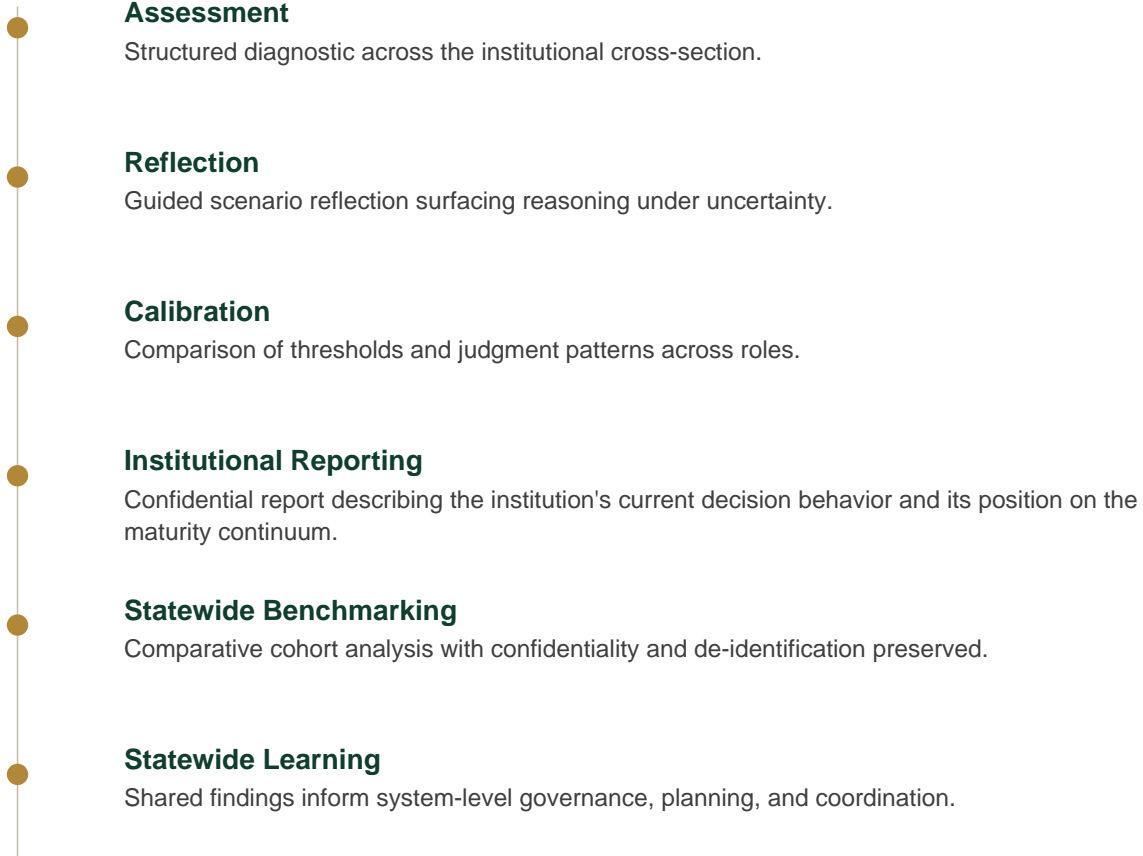 Assessment
Structured diagnostic across the institutional cross-section.
Reflection
Guided scenario reflection surfacing reasoning under uncertainty.
Calibration
Comparison of thresholds and judgment patterns across roles.
Institutional Reporting
Confidential report describing the institution's current decision behavior and its position on the
maturity continuum.
Statewide Benchmarking
Comparative cohort analysis with confidentiality and de-identification preserved.
Statewide Learning
Shared findings inform system-level governance, planning, and coordination.